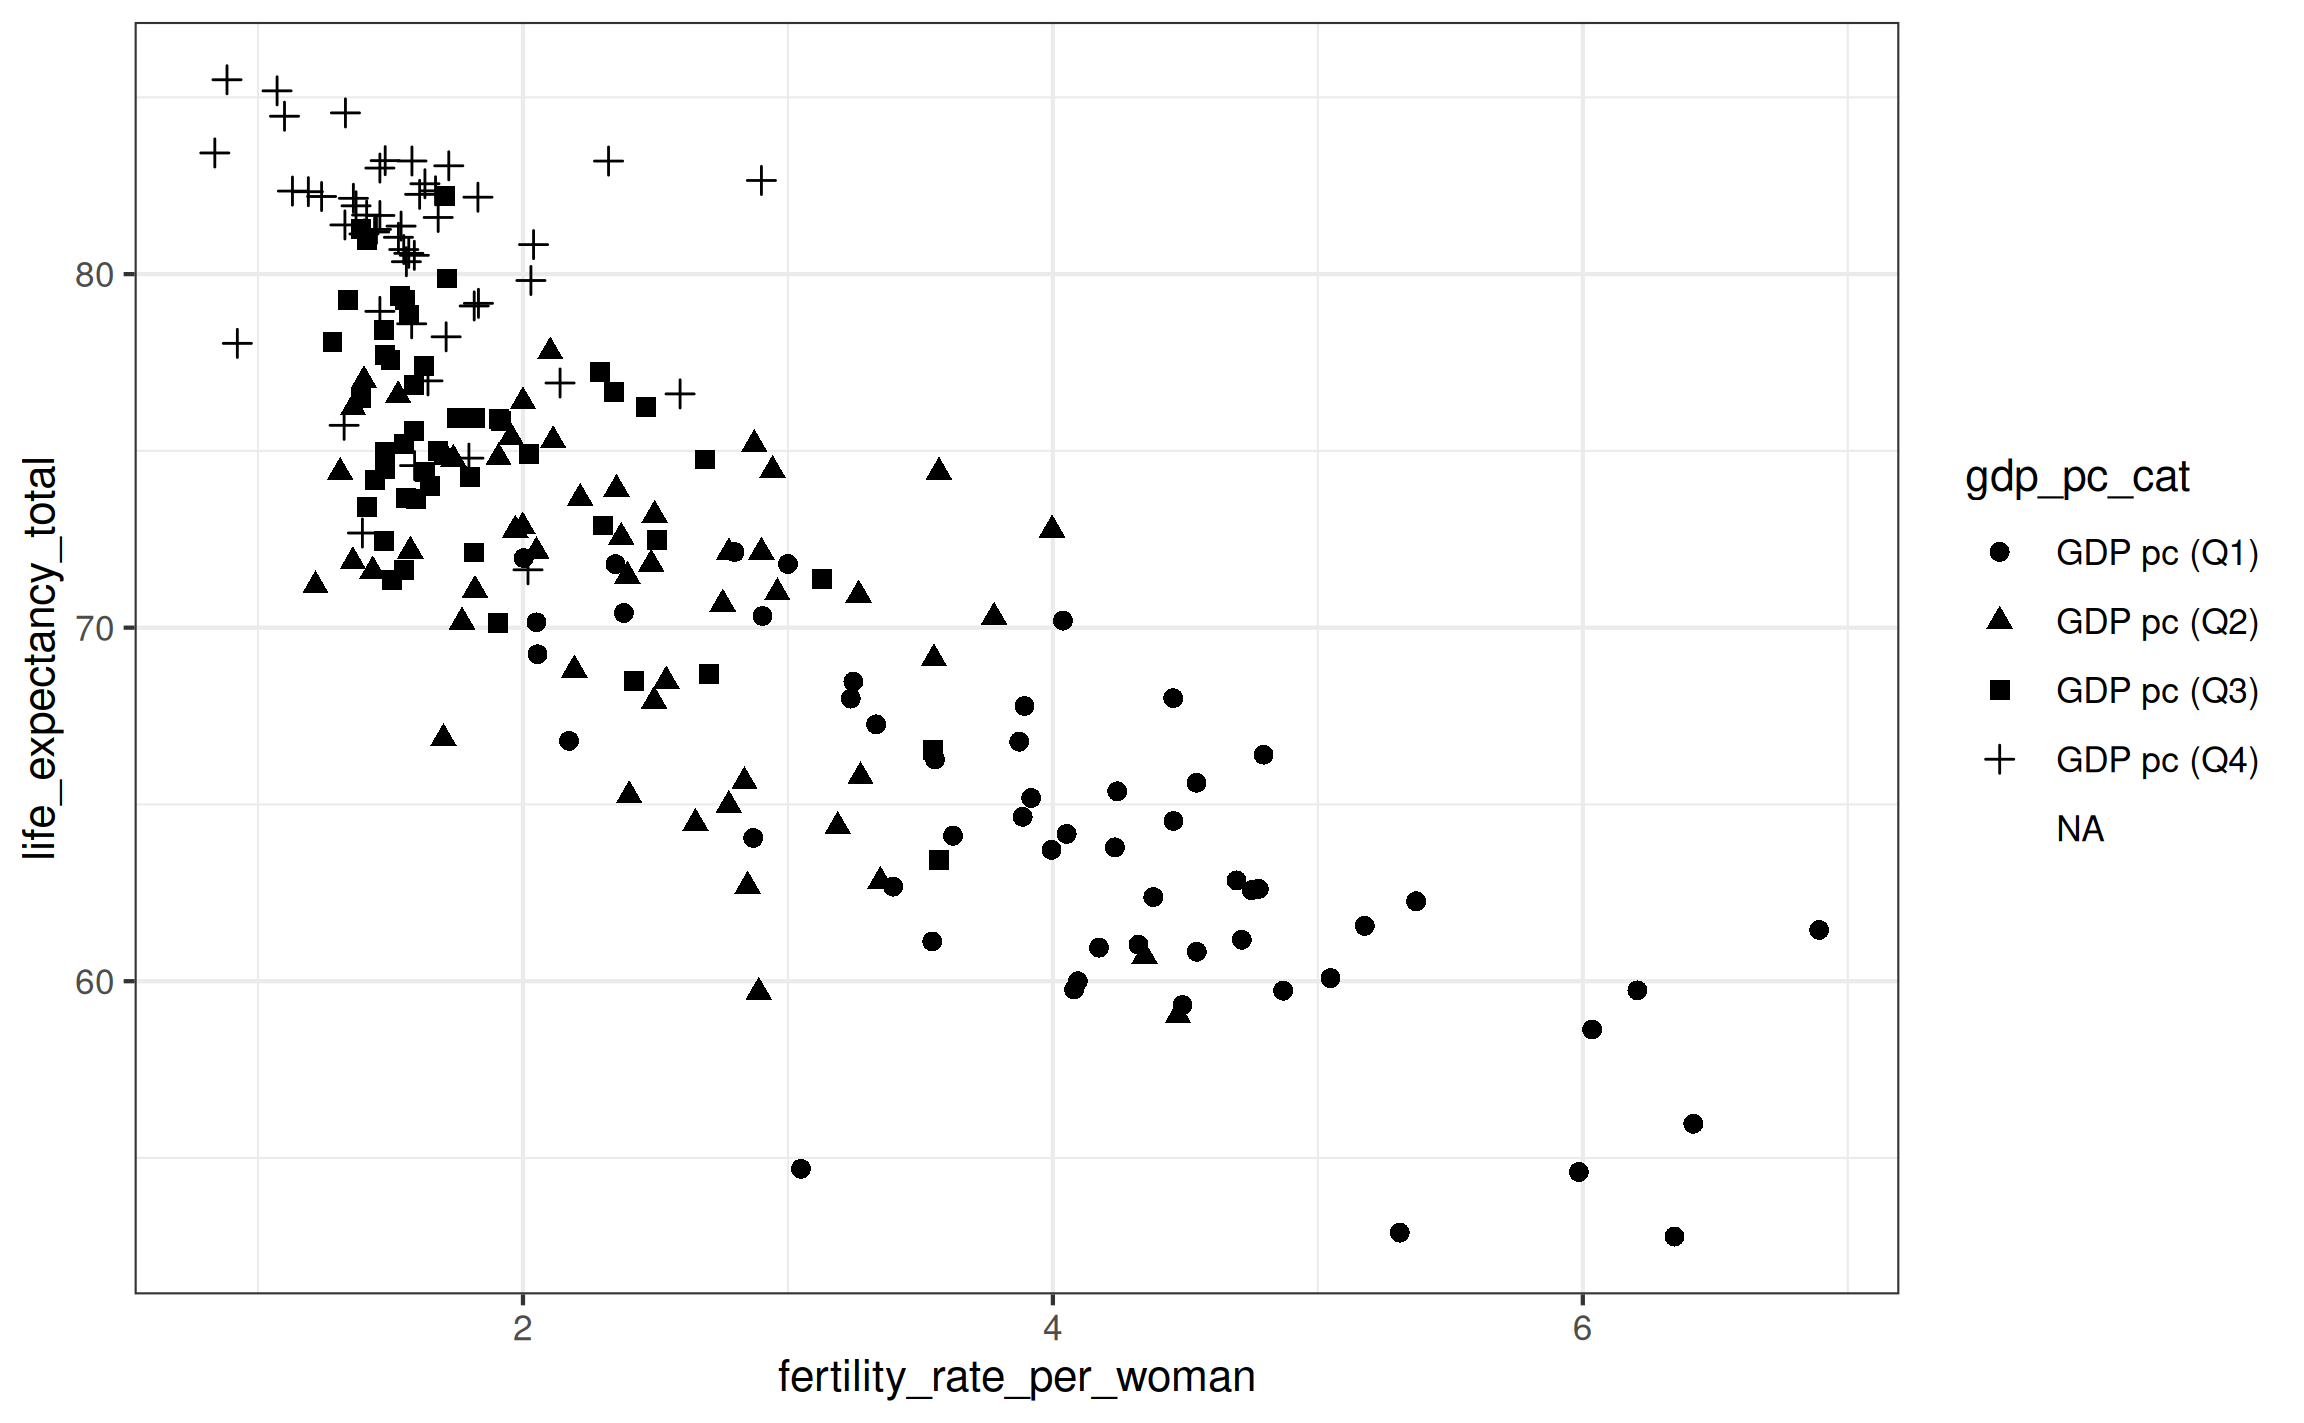 life_expectancy_total
80
70
60
2
4
6
fertility_rate_per_woman
gdp_pc_cat
GDP pc (Q1)
GDP pc (Q2)
GDP pc (Q3)
GDP pc (Q4)
NA